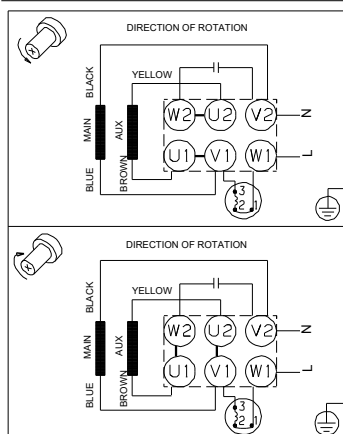 DIRECTION OF ROTATION
BLACK
YELLOW
W2 U2 V2 N
MAIN
AUX
U1 V1 W1 L
BLUE
BROWN
3
2 1
DIRECTION OF ROTATION
BLACK
YELLOW
W2 U2 V2 N
MAIN
AUX
U1 V1 W1 L
BLUE
BROWN
3
2 1